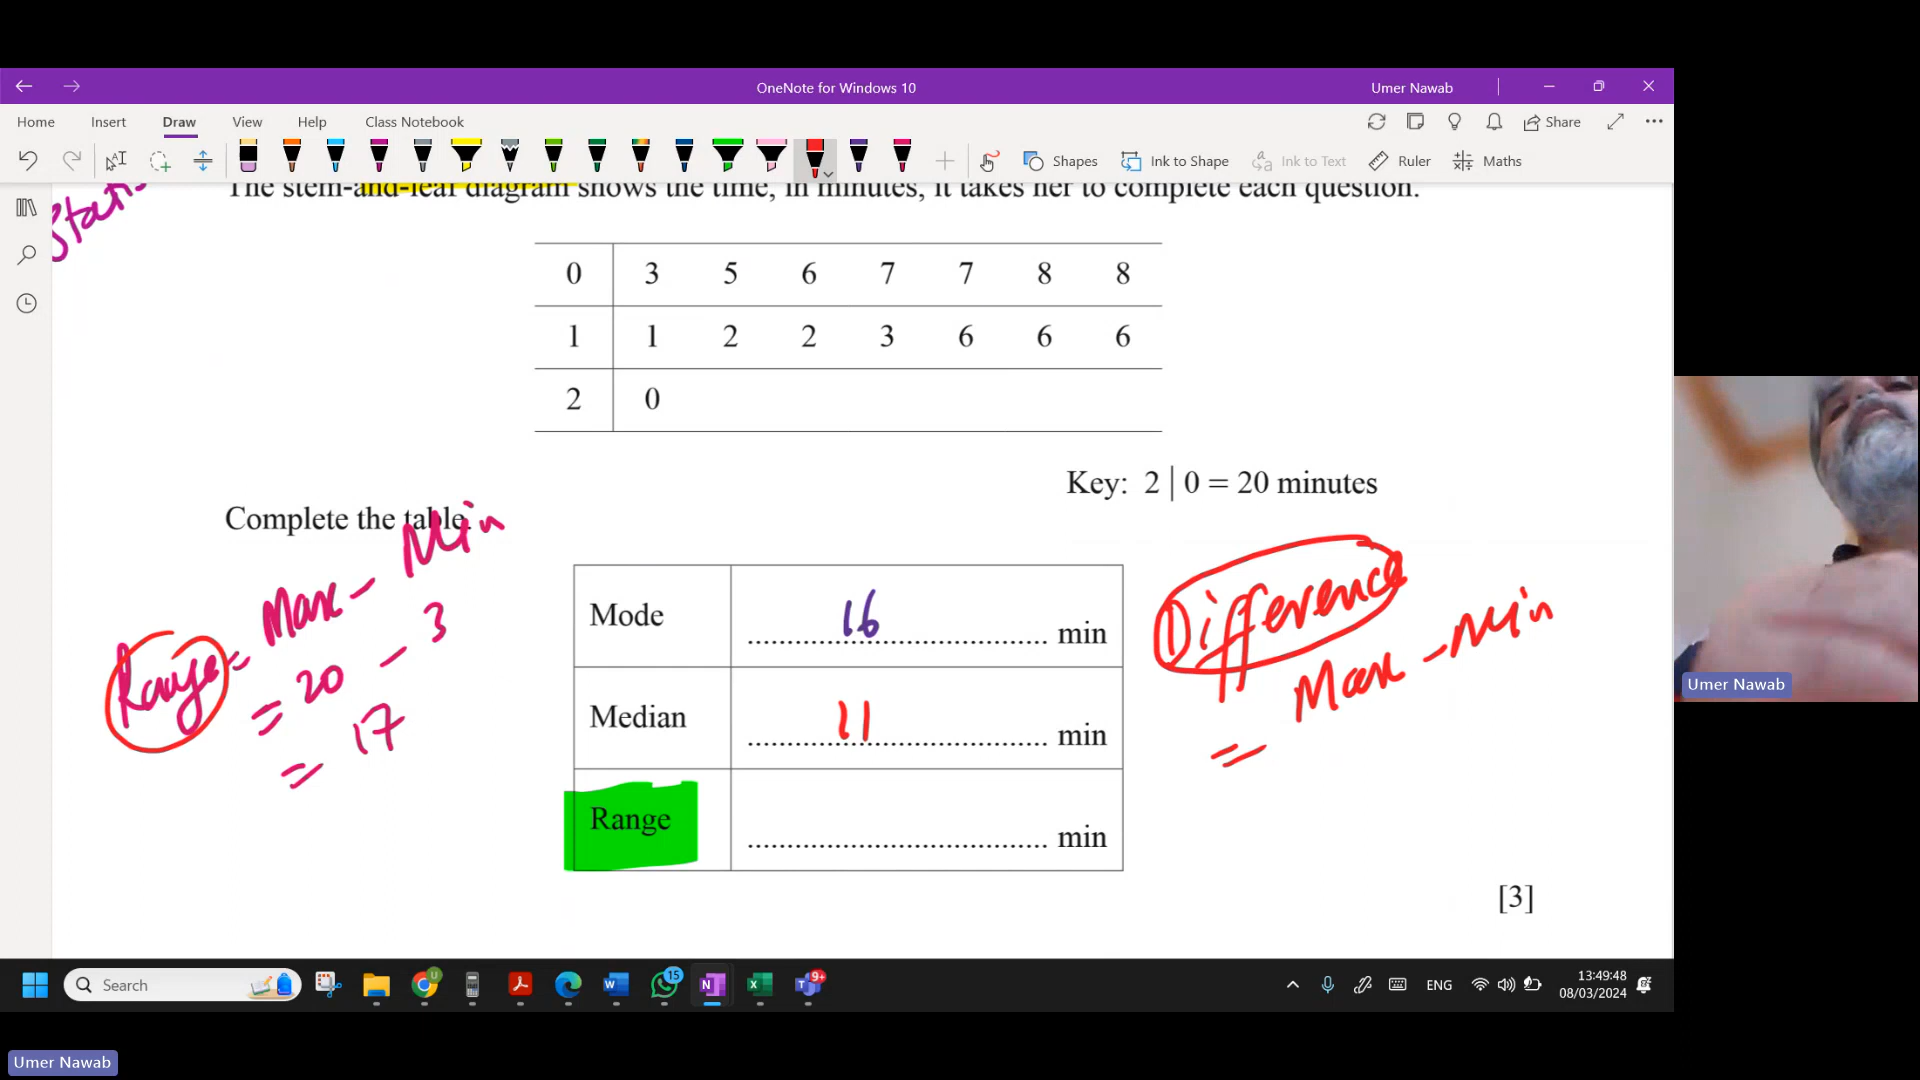 OneNote for Windows 10
Umer Nawab
Home Insert Draw View Help Class Notebook
Share
Shapes Ink to Shape Ink to Text Ruler Maths
The stem-and-leaf diagram shows the time, in minutes, it takes her to complete each question.
0 3 5 6 7 7 8 8
1 1 2 2 3 6 6 6
2 0
Key: 2 | 0 = 20 minutes
Complete the table.
Range = Max - Min
= 20 - 3
= 17
Mode 16 min
Median 11 min
Range min
Difference
= Max - Min
[3]
Umer Nawab
Search
U
W
15
N
X
T
9+
ENG
13:49:48
08/03/2024
Umer Nawab